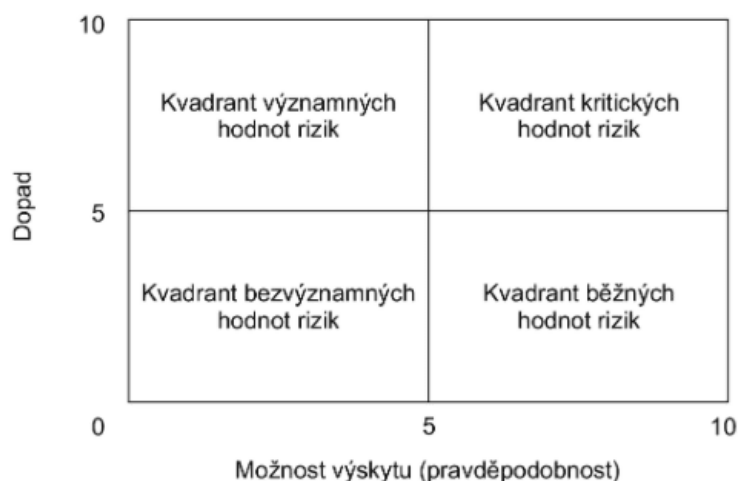 10
Kvadrant významných
hodnot rizik
Kvadrant kritických
hodnot rizik
Dopad
5
Kvadrant bezvýznamných
hodnot rizik
Kvadrant běžných
hodnot rizik
0
5
10
Možnost výskytu (pravděpodobnost)